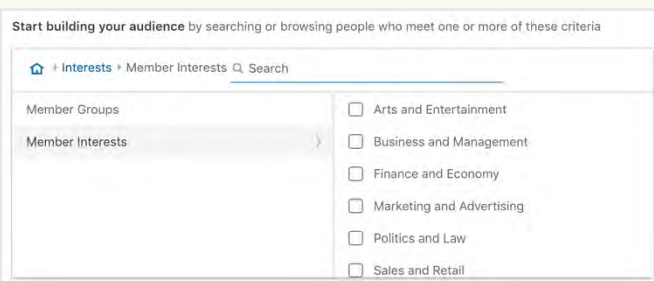 Start building your audience by searching or browsing people who meet one or more of these criteria
Interests Member Interests Search
Member Groups
Member Interests
Arts and Entertainment
Business and Management
Finance and Economy
Marketing and Advertising
Politics and Law
Sales and Retail